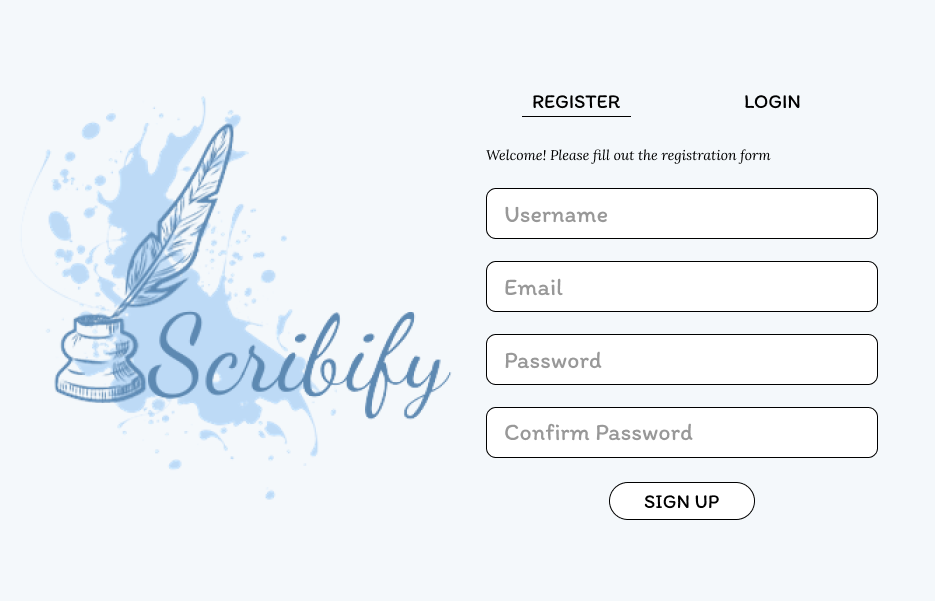 REGISTER LOGIN
Welcome! Please fill out the registration form
Username
Email
Scribify
Password
Confirm Password
SIGN UP